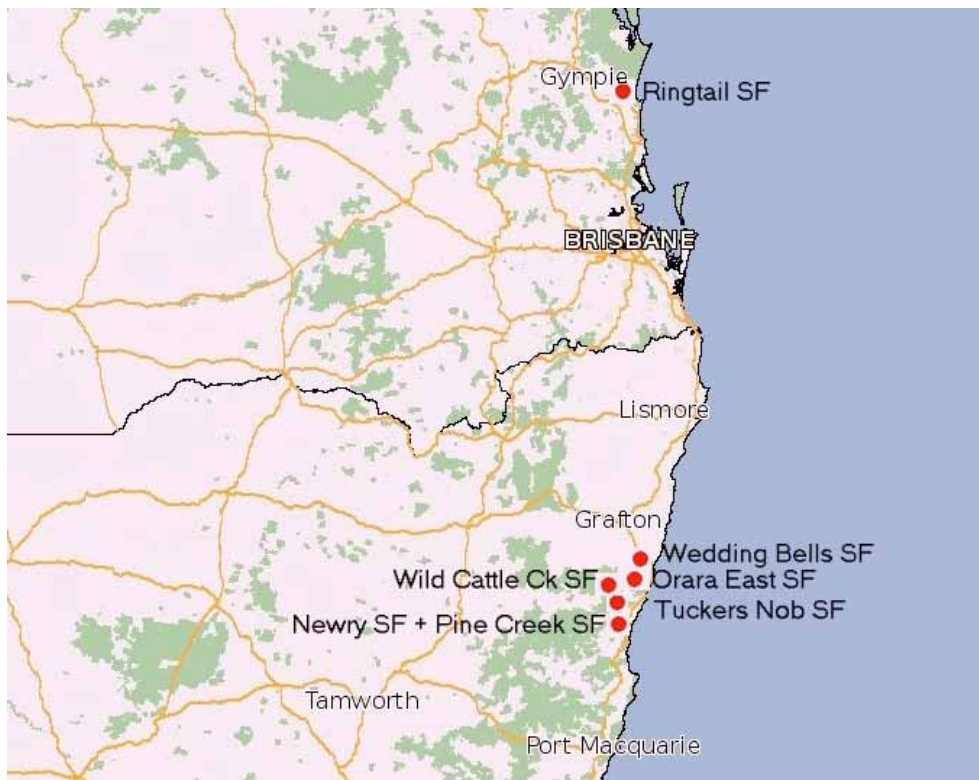 Gympie
Ringtail SF
BRISBANE
Lismore
Grafton
Wedding Bells SF
Wild Cattle Ck SF
Orara East SF
Tuckers Nob SF
Newry SF + Pine Creek SF
Tamworth
Port Macquarie